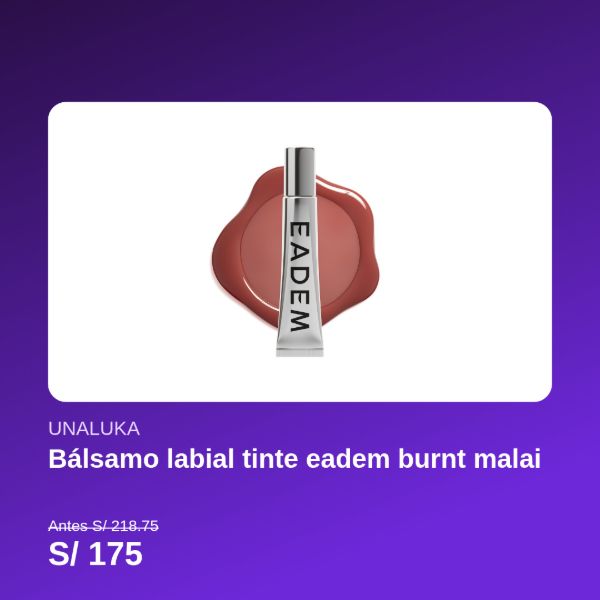 EADEM
UNALUKA
Bálsamo labial tinte eadem burnt malai
Antes S/ 218.75
S/ 175